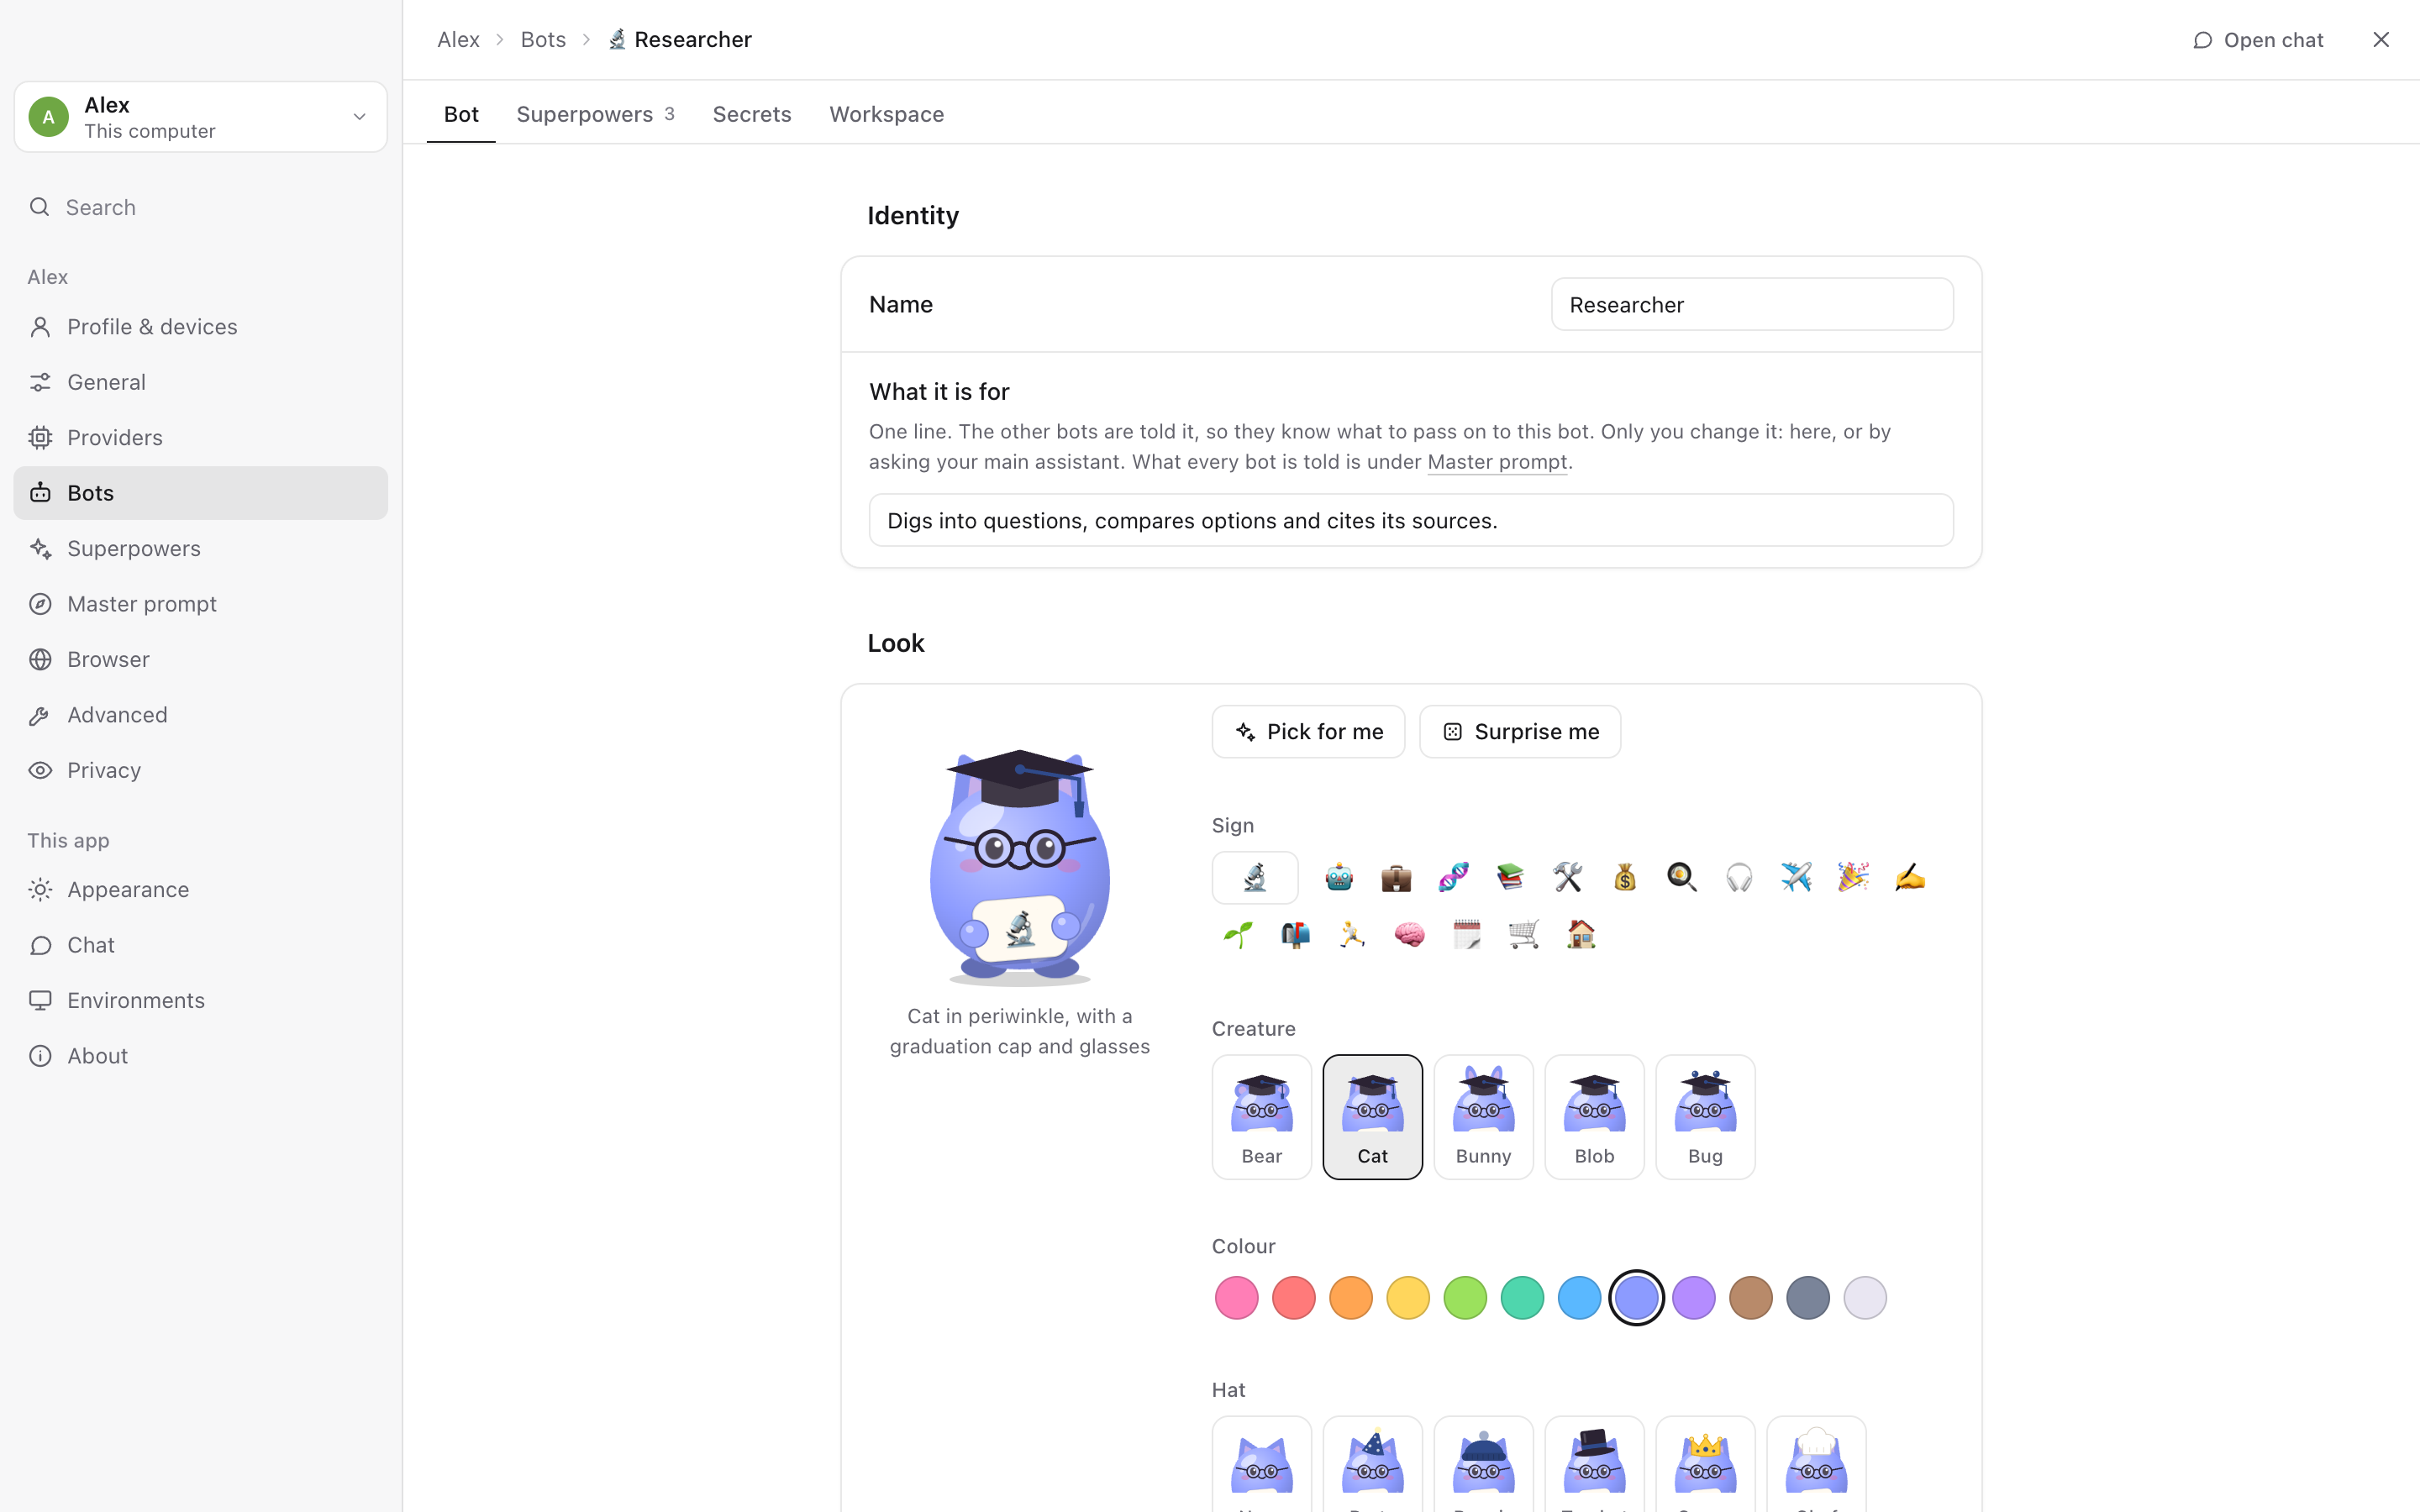 Alex
Bots
Researcher
Open chat
A
Alex
This computer
Bot
Superpowers 3
Secrets
Workspace
Search
Alex
Profile & devices
General
Providers
Bots
Superpowers
Master prompt
Browser
Advanced
Privacy
This app
Appearance
Chat
Environments
About
Identity
Name
Researcher
What it is for
One line. The other bots are told it, so they know what to pass on to this bot. Only you change it: here, or by
asking your main assistant. What every bot is told is under Master prompt.
Digs into questions, compares options and cites its sources.
Look
Pick for me
Surprise me
Sign
Cat in periwinkle, with a
graduation cap and glasses
Creature
Bear
Cat
Bunny
Blob
Bug
Colour
Hat